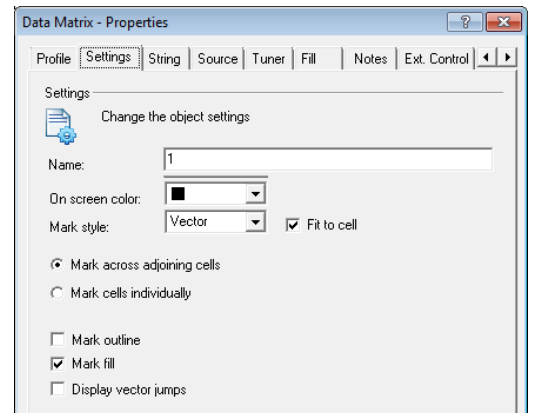 Data Matrix - Properties
Profile Settings String Source Tuner Fill Notes Ext. Control
Settings
Change the object settings
Name: 1
On screen color:
Mark style: Vector Fit to cell
Mark across adjoining cells
Mark cells individually
Mark outline
Mark fill
Display vector jumps